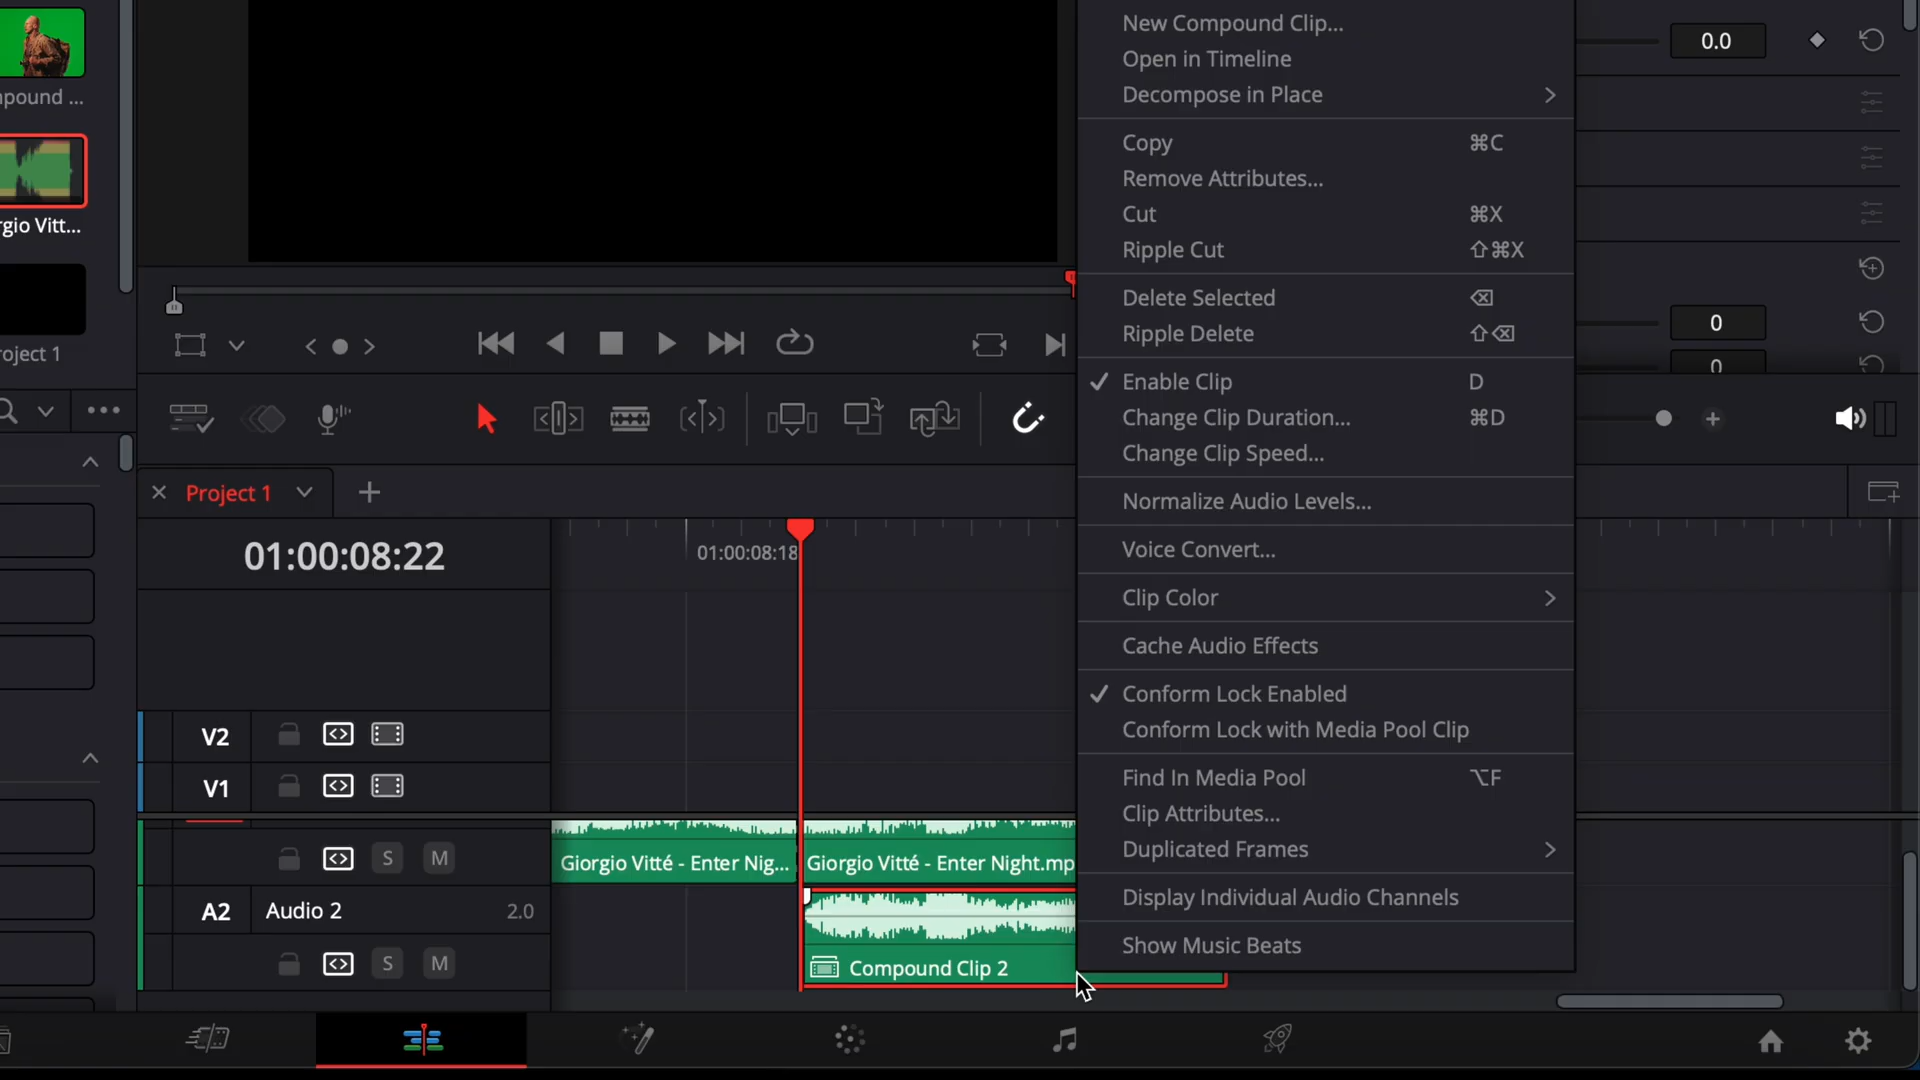 pound ...
rgio Vitt...
roject 1
New Compound Clip...
Open in Timeline
Decompose in Place
Copy ⌘C
Remove Attributes...
Cut ⌘X
Ripple Cut ⇧⌘X
Delete Selected ⌫
Ripple Delete ⇧⌫
Enable Clip D
Change Clip Duration... ⌘D
Change Clip Speed...
Normalize Audio Levels...
Voice Convert...
Clip Color
Cache Audio Effects
Conform Lock Enabled
Conform Lock with Media Pool Clip
Find In Media Pool ⌥F
Clip Attributes...
Duplicated Frames
Display Individual Audio Channels
Show Music Beats
0.0
0
0
Project 1
01:00:08:22
01:00:08:18
V2
V1
S M
Giorgio Vitté - Enter Nig...
Giorgio Vitté - Enter Night.mp
A2 Audio 2 2.0
S M
Compound Clip 2